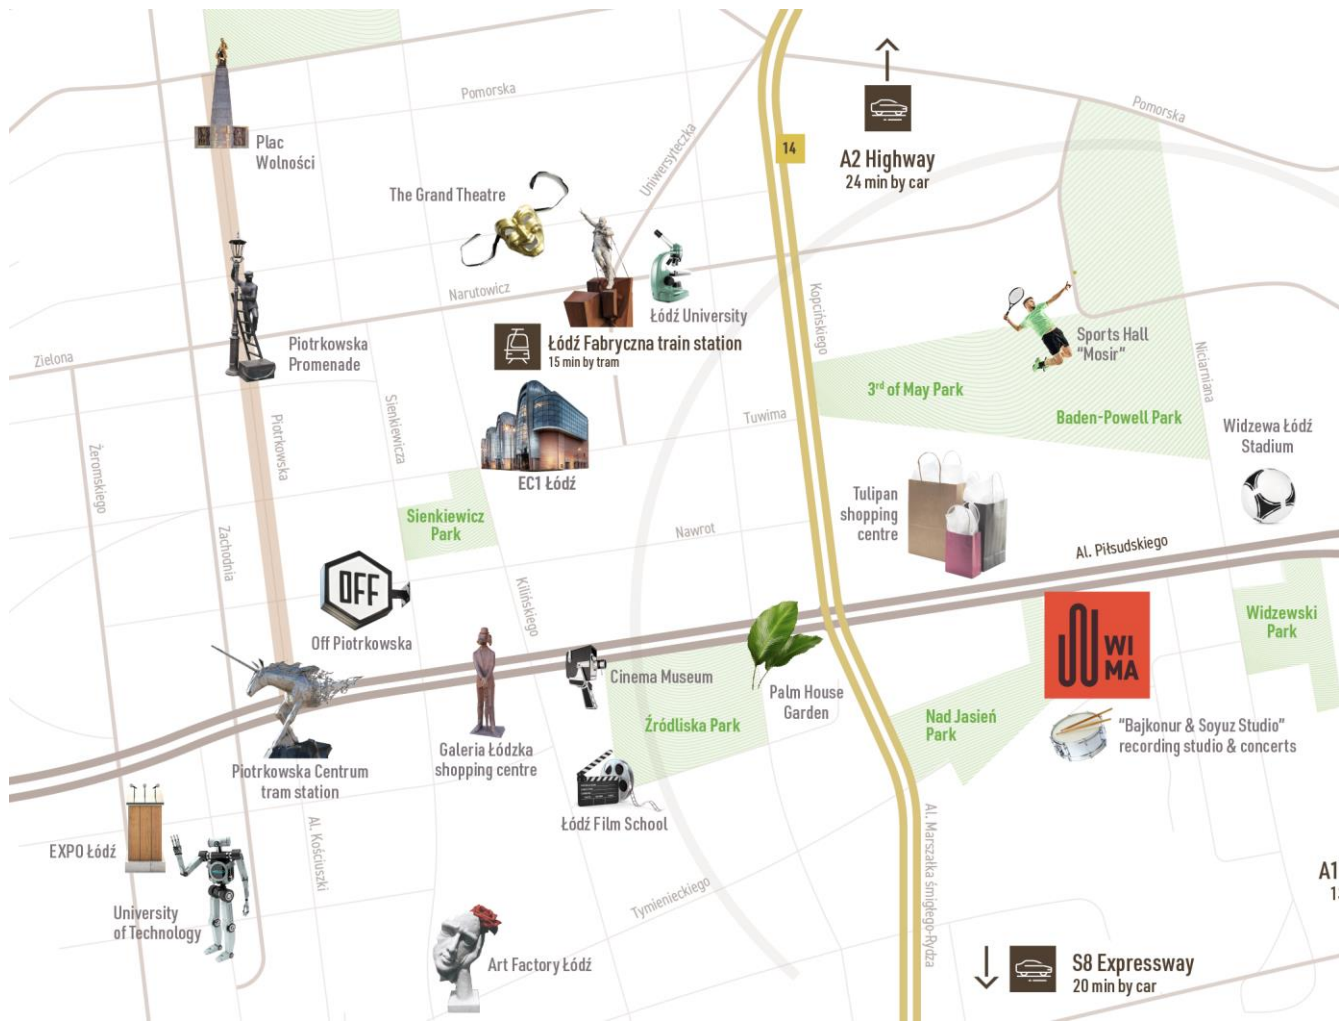 Pomorska
Plac
Wolności
Uniwersyteczka
14
A2 Highway
24 min by car
Pomorska
The Grand Theatre
Narutowicz
Łódź University
Kopcińskiego
Zielona
Piotrkowska
Promenade
Łódź Fabryczna train station
15 min by tram
Sports Hall
"Mosir"
Niciarniana
3rd of May Park
Baden-Powell Park
Sienkiewicza
Piotrkowska
Żeromskiego
Tuwima
Widzewa Łódź
Stadium
EC1 Łódź
Tulipan
shopping
centre
Sienkiewicz
Park
Zachodnia
Nawrot
Al. Piłsudskiego
OFF
Off Piotrkowska
Kilińskiego
WI
MA
Widzewski
Park
Cinema Museum
Źródliska Park
Palm House
Garden
Nad Jasień
Park
"Bajkonur & Soyuz Studio"
recording studio & concerts
Galeria Łódzka
shopping centre
Piotrkowska Centrum
tram station
Łódź Film School
Al. Kościuszki
EXPO Łódź
Al. Marszałka śmigłego-Rydza
Tymienieckiego
University
of Technology
Art Factory Łódź
A1
S8 Expressway
20 min by car